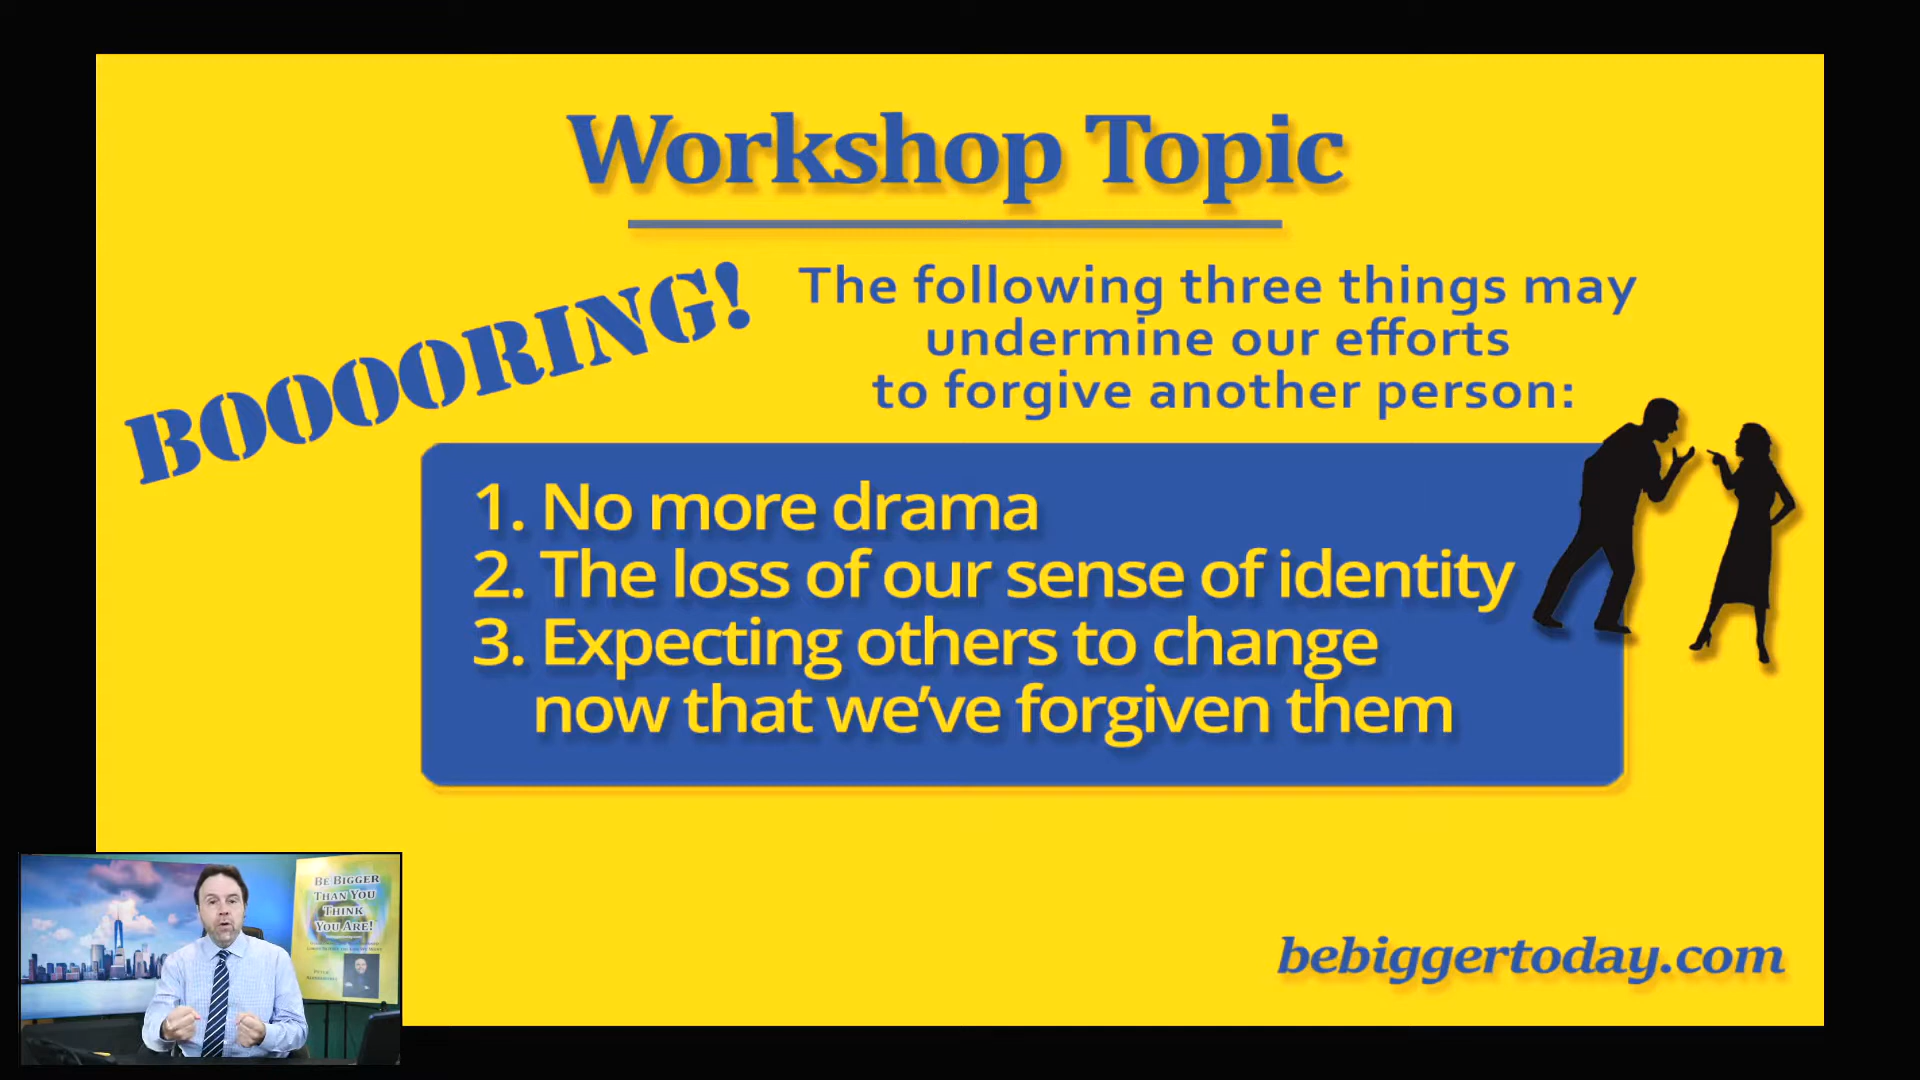 Workshop Topic
BOOORING!
The following three things may
undermine our efforts
to forgive another person:
1. No more drama
2. The loss of our sense of identity
3. Expecting others to change
now that we’ve forgiven them
BE BIGGER
THAN YOU
THINK
YOU ARE!
PETER
bebiggertoday.com